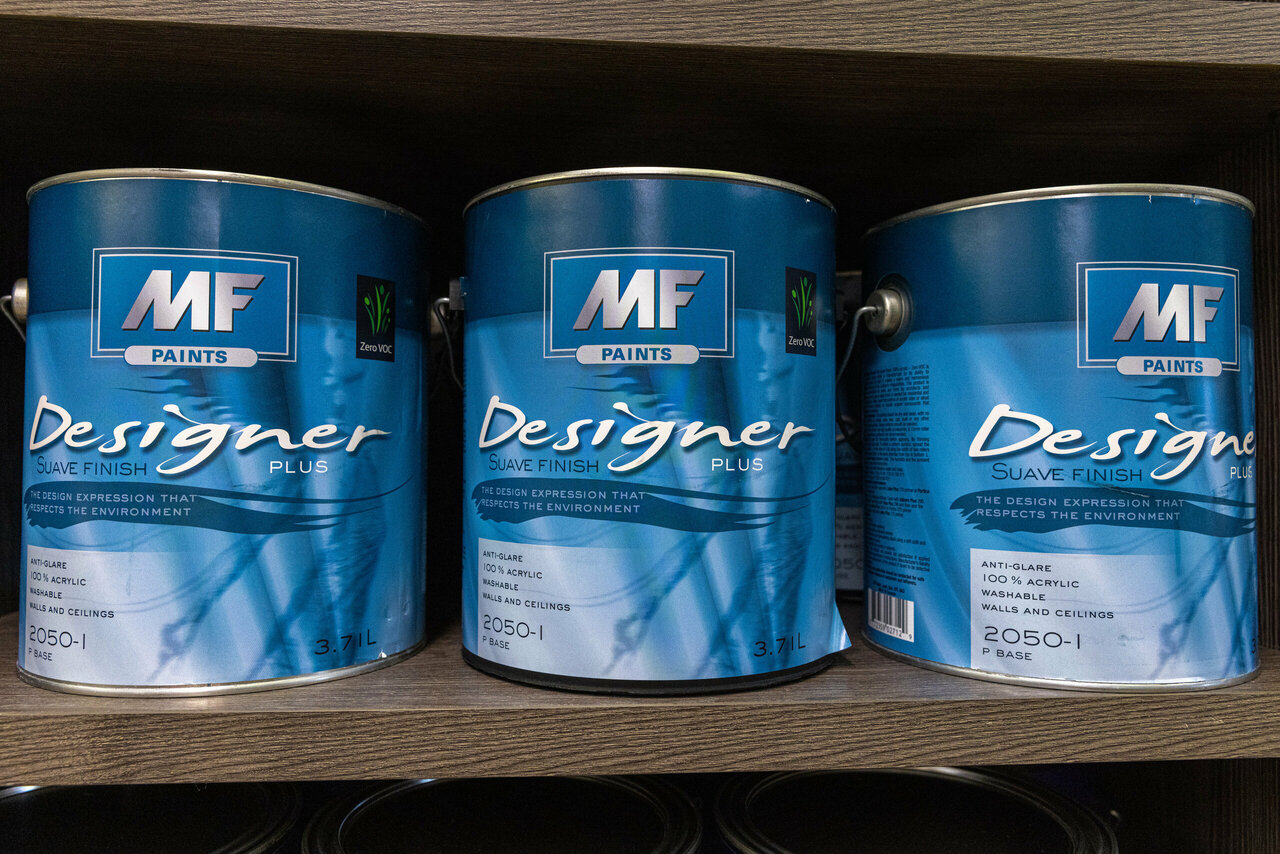 MF
PAINTS
Zero VOC
Designer
SUAVE FINISH
PLUS
THE DESIGN EXPRESSION THAT
RESPECTS THE ENVIRONMENT
ANTI-GLARE
100 % ACRYLIC
WASHABLE
WALLS AND CEILINGS
2050-1
P BASE
3.71L
MF
PAINTS
Zero VOC
Designer
SUAVE FINISH
PLUS
THE DESIGN EXPRESSION THAT
RESPECTS THE ENVIRONMENT
ANTI-GLARE
100 % ACRYLIC
WASHABLE
WALLS AND CEILINGS
2050-1
P BASE
3.71L
MF
PAINTS
Designe
SUAVE FINISH
PLUS
THE DESIGN EXPRESSION THAT
RESPECTS THE ENVIRONMENT
ANTI-GLARE
100 % ACRYLIC
WASHABLE
WALLS AND CEILINGS
2050-1
P BASE